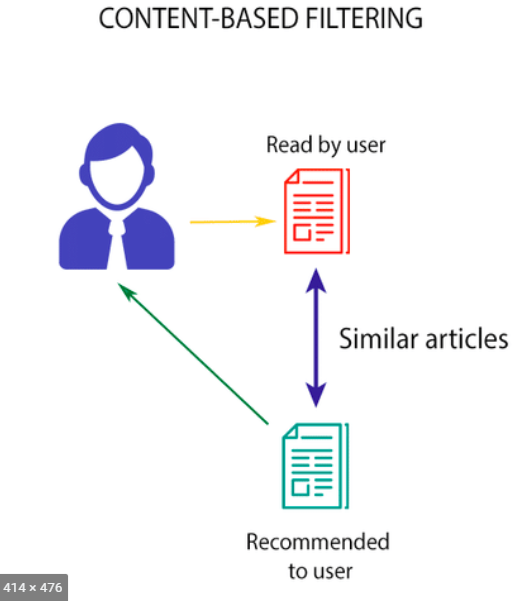 CONTENT-BASED FILTERING
Read by user
Similar articles
Recommended
to user
414 × 476